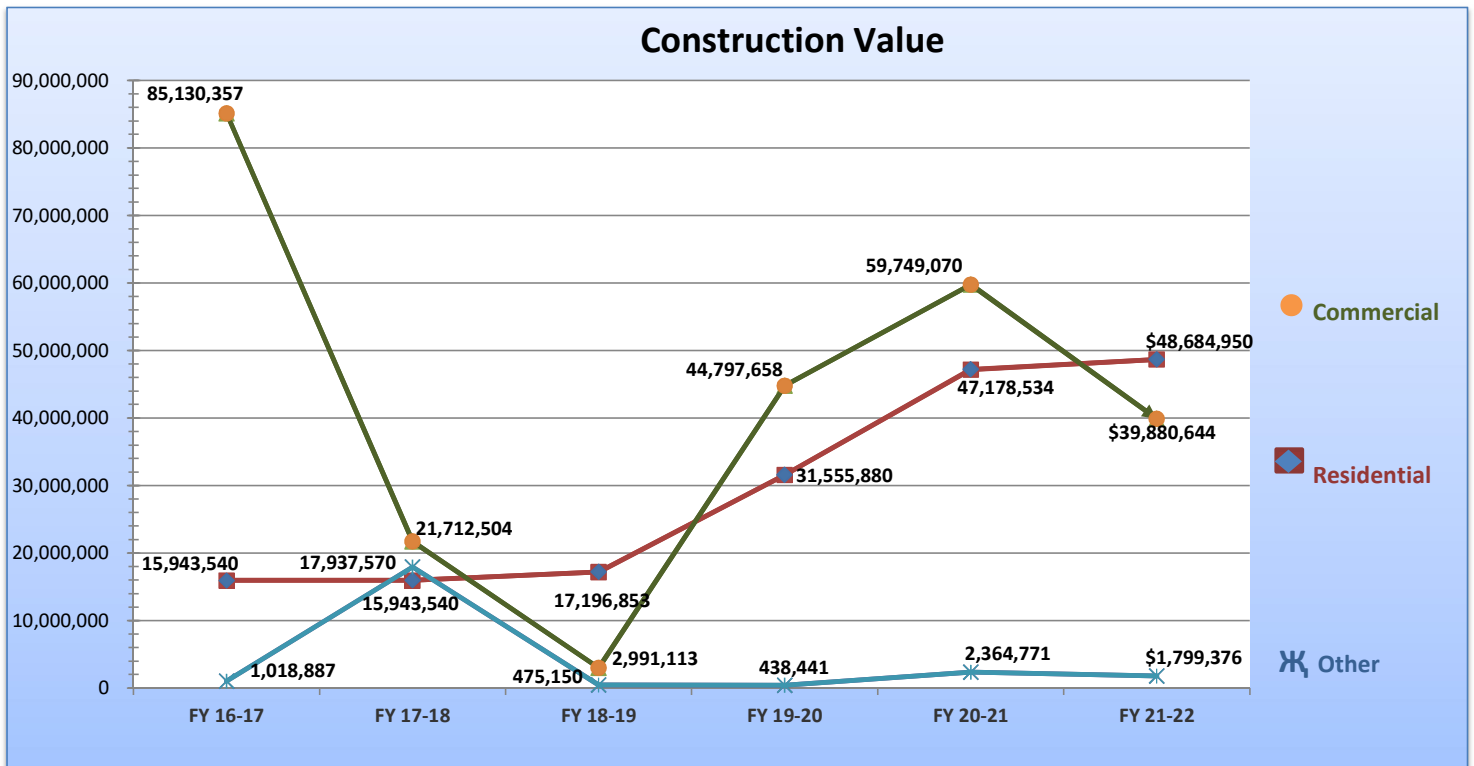 Construction Value
90,000,000
80,000,000
70,000,000
60,000,000
50,000,000
40,000,000
30,000,000
20,000,000
10,000,000
0
85,130,357
21,712,504
2,991,113
44,797,658
59,749,070
$39,880,644
15,943,540
15,943,540
17,196,853
31,555,880
47,178,534
$48,684,950
1,018,887
17,937,570
475,150
438,441
2,364,771
$1,799,376
FY 16-17
FY 17-18
FY 18-19
FY 19-20
FY 20-21
FY 21-22
Commercial
Residential
Other